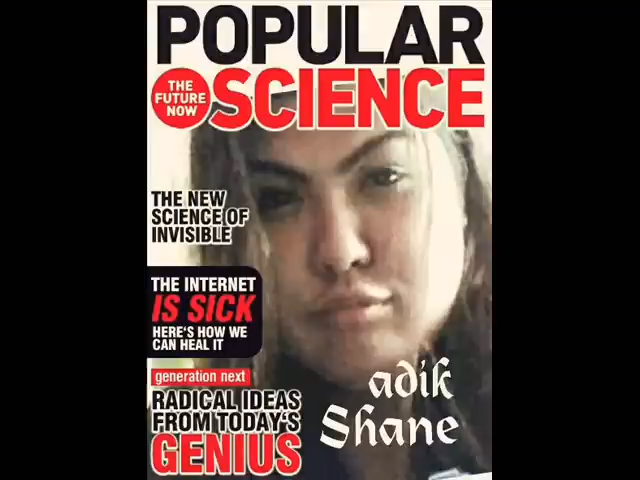 POPULAR
SCIENCE
THE
FUTURE
NOW
THE NEW
SCIENCE OF
INVISIBLE
THE INTERNET
IS SICK
HERE'S HOW WE
CAN HEAL IT
generation next
RADICAL IDEAS
FROM TODAY'S
GENIUS
adik
Shane